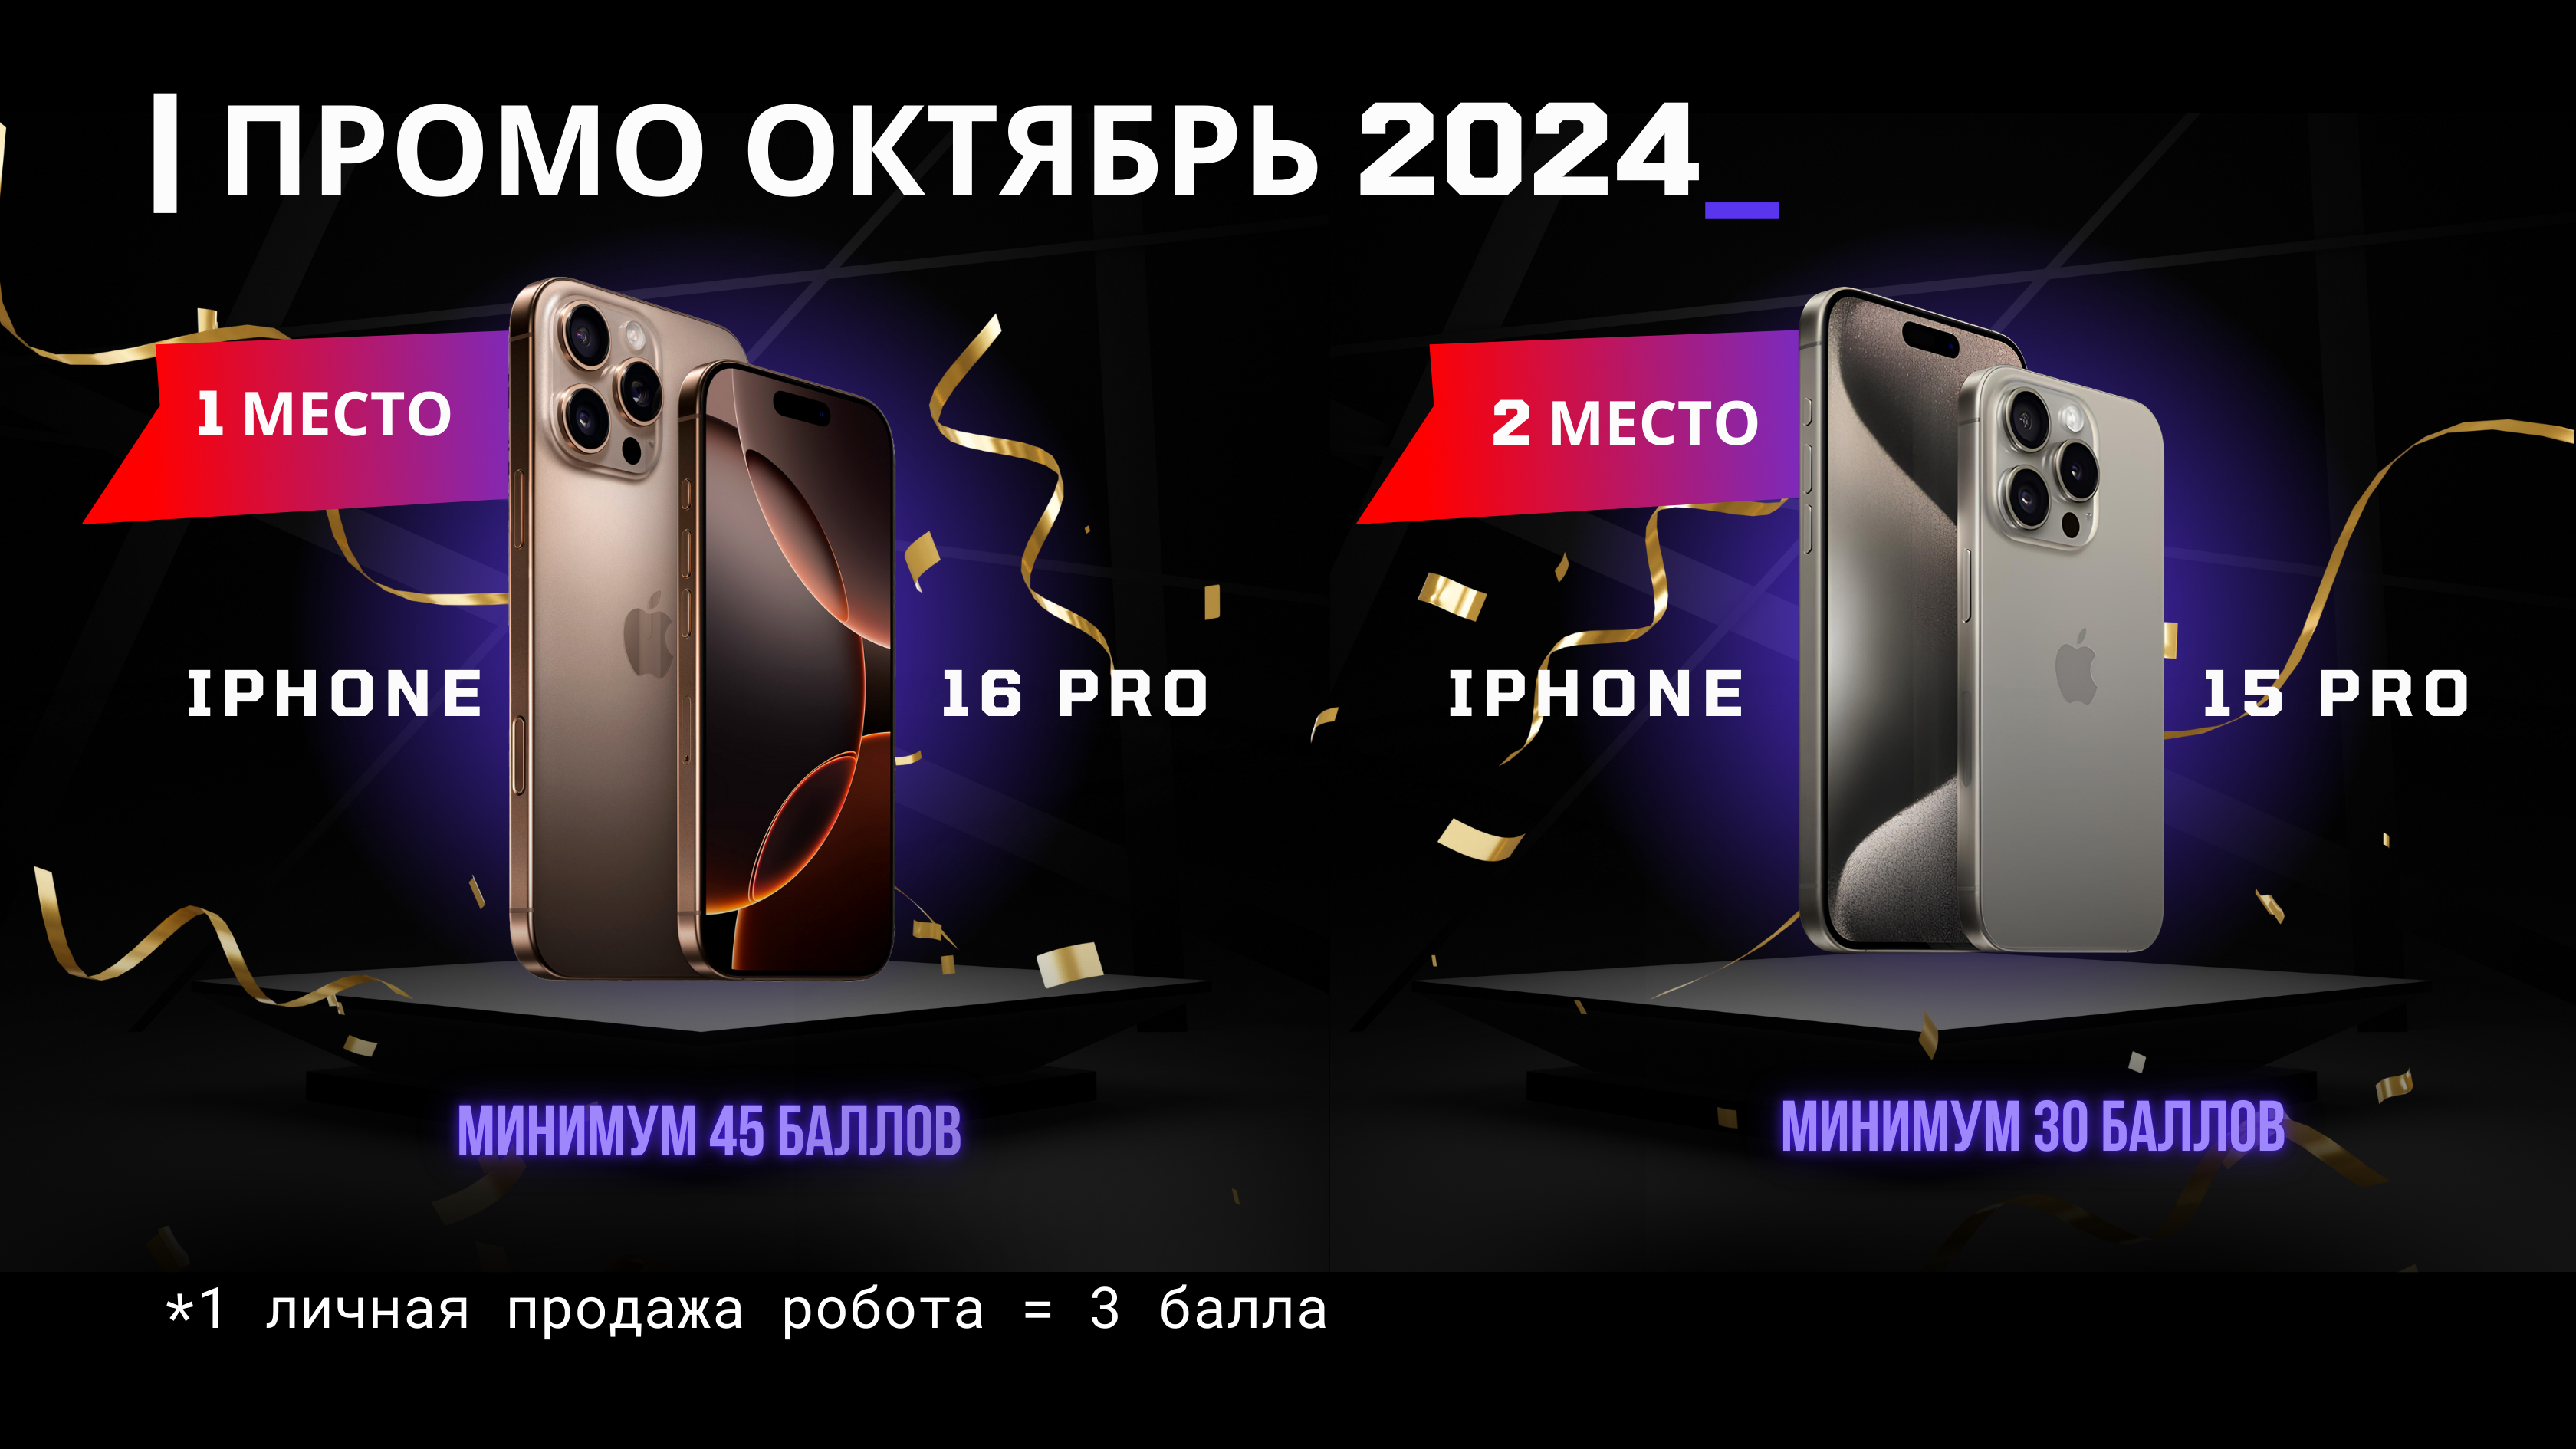 ПРОМО ОКТЯБРЬ 2024_
1 МЕСТО
IPHONE 16 PRO
МИНИМУМ 45 БАЛЛОВ
2 МЕСТО
IPHONE 15 PRO
МИНИМУМ 30 БАЛЛОВ
*1 личная продажа робота = 3 балла